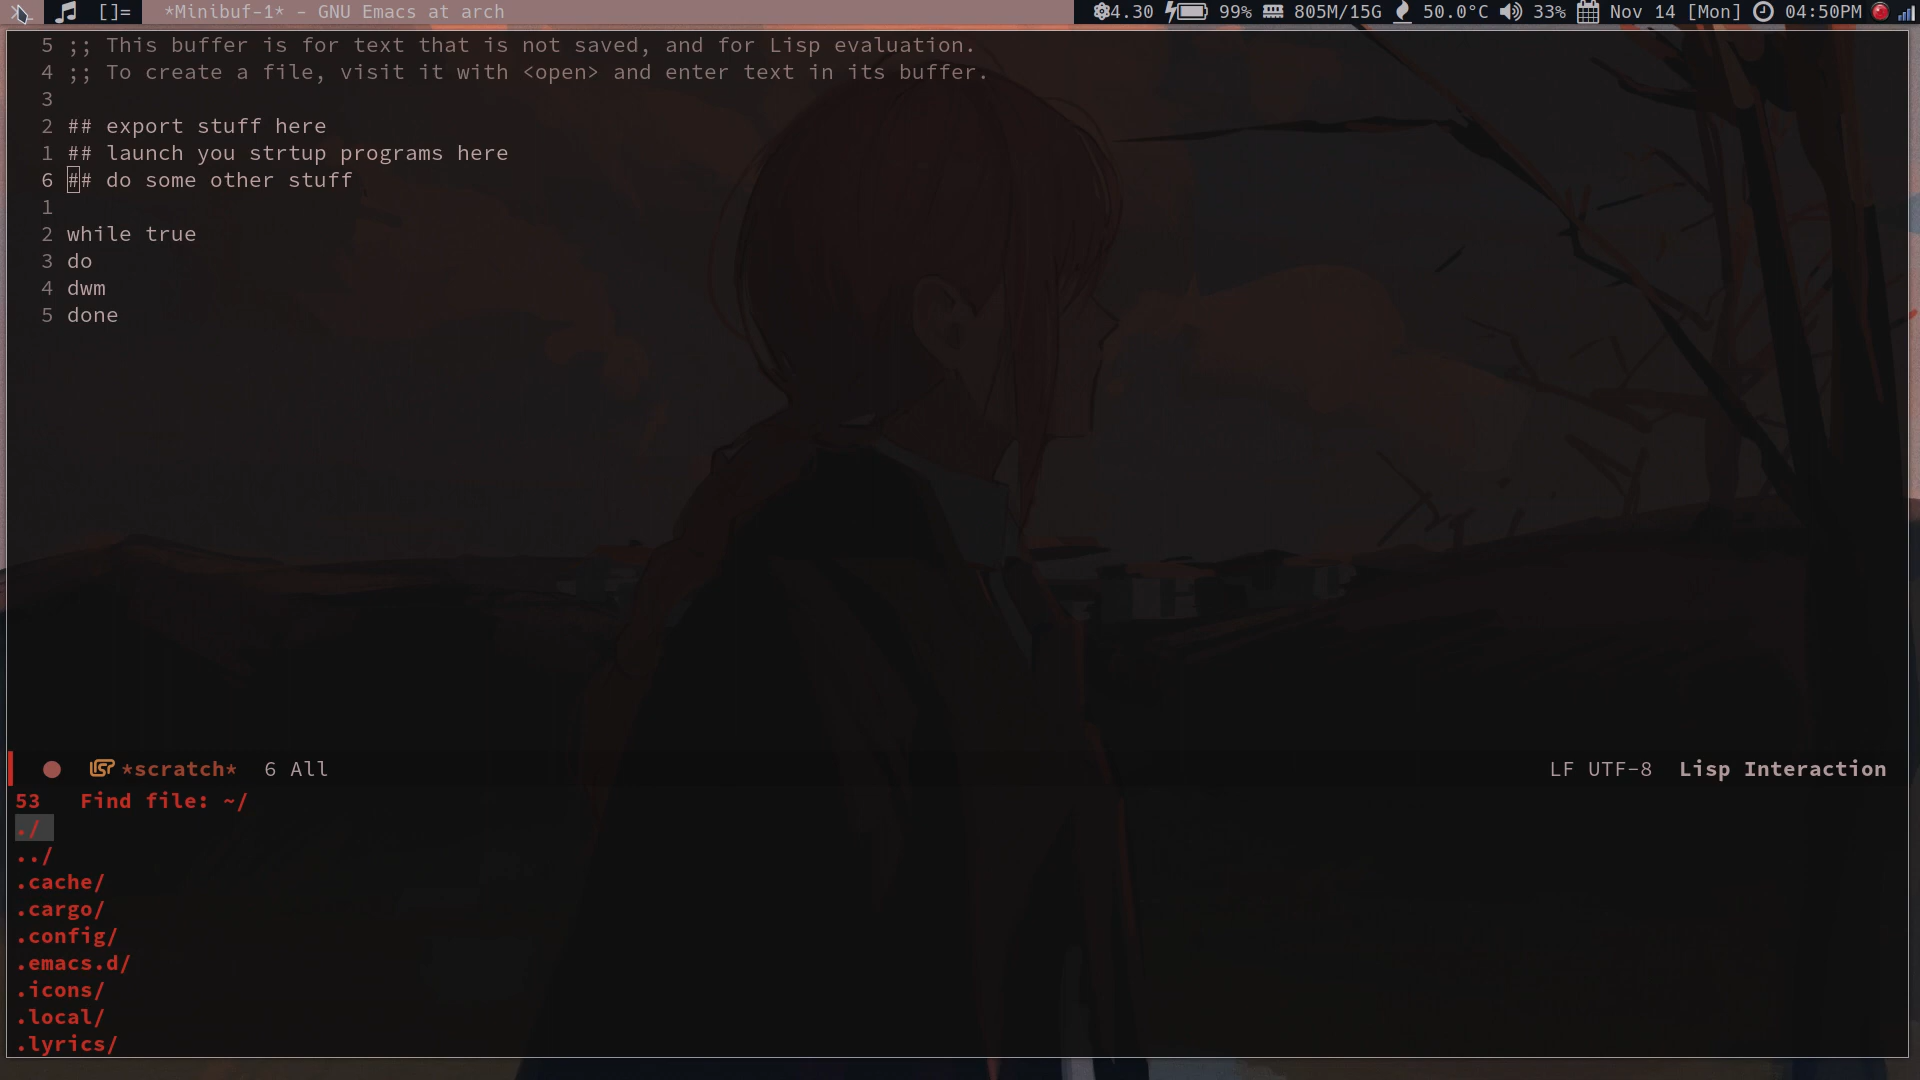 []= *Minibuf-1* - GNU Emacs at arch 4.30 99% 805M/15G 50.0°C 33% Nov 14 [Mon] 04:50PM
5 ;; This buffer is for text that is not saved, and for Lisp evaluation.
4 ;; To create a file, visit it with <open> and enter text in its buffer.
3
2 ## export stuff here
1 ## launch you strtup programs here
6 ## do some other stuff
1
2 while true
3 do
4 dwm
5 done
LISP *scratch* 6 All LF UTF-8 Lisp Interaction
53 Find file: ~/
./
../
.cache/
.cargo/
.config/
.emacs.d/
.icons/
.local/
.lyrics/